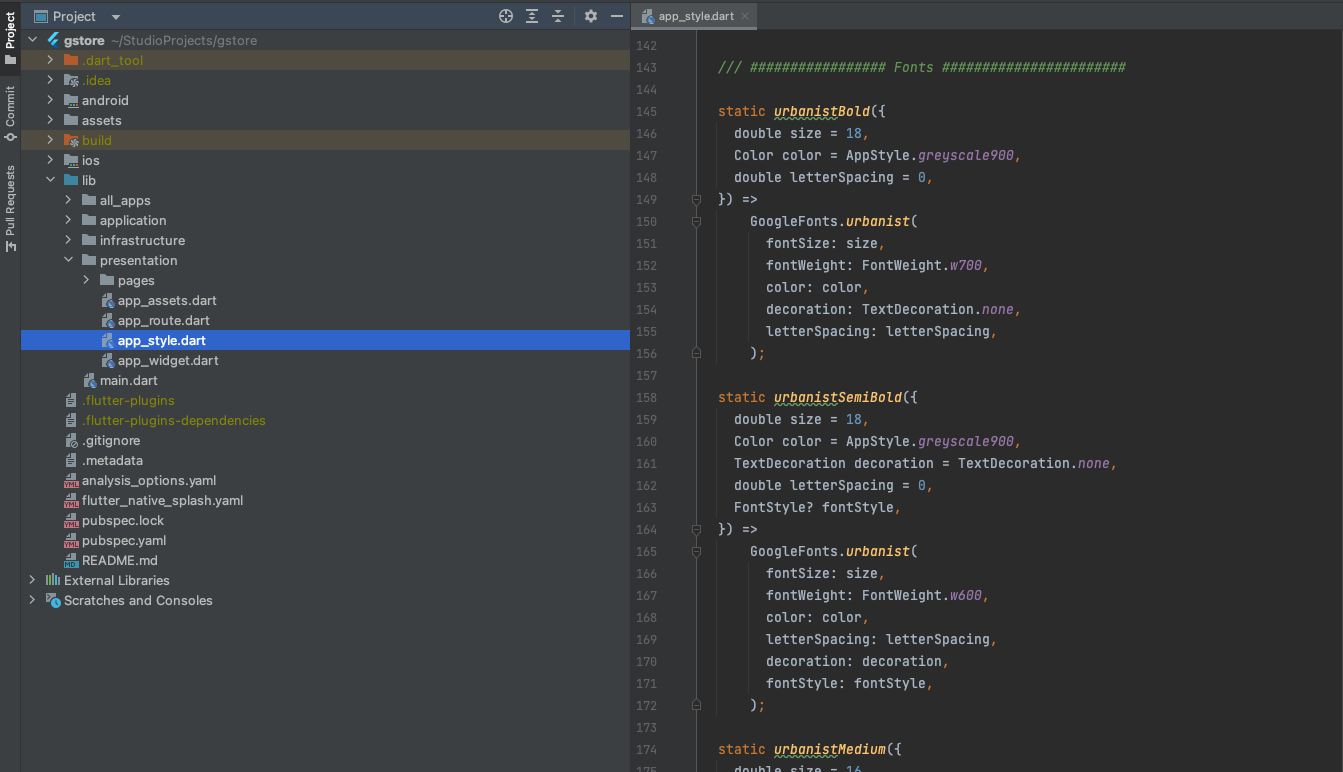 Project
Commit
Pull Requests
Project
gstore ~/StudioProjects/gstore
.dart_tool
.idea
android
assets
build
ios
lib
all_apps
application
infrastructure
presentation
pages
app_assets.dart
app_route.dart
app_style.dart
app_widget.dart
main.dart
.flutter-plugins
.flutter-plugins-dependencies
.gitignore
.metadata
analysis_options.yaml
flutter_native_splash.yaml
pubspec.lock
pubspec.yaml
README.md
External Libraries
Scratches and Consoles
app_style.dart
142
143 /// ################# Fonts #######################
144
145 static urbanistBold({
146 double size = 18,
147 Color color = AppStyle.greyscale900,
148 double letterSpacing = 0,
149 }) =>
150 GoogleFonts.urbanist(
151 fontSize: size,
152 fontWeight: FontWeight.w700,
153 color: color,
154 decoration: TextDecoration.none,
155 letterSpacing: letterSpacing,
156 );
157
158 static urbanistSemiBold({
159 double size = 18,
160 Color color = AppStyle.greyscale900,
161 TextDecoration decoration = TextDecoration.none,
162 double letterSpacing = 0,
163 FontStyle? fontStyle,
164 }) =>
165 GoogleFonts.urbanist(
166 fontSize: size,
167 fontWeight: FontWeight.w600,
168 color: color,
169 letterSpacing: letterSpacing,
170 decoration: decoration,
171 fontStyle: fontStyle,
172 );
173
174 static urbanistMedium({
175 double size = 16,